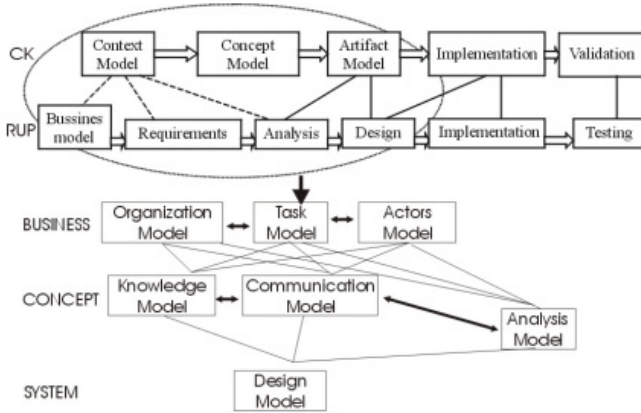 CK
Context
Model
Concept
Model
Artifact
Model
Implementation
Validation
RUP
Bussines
model
Requirements
Analysis
Design
Implementation
Testing
BUSINESS
Organization
Model
Task
Model
Actors
Model
CONCEPT
Knowledge
Model
Communication
Model
Analysis
Model
SYSTEM
Design
Model